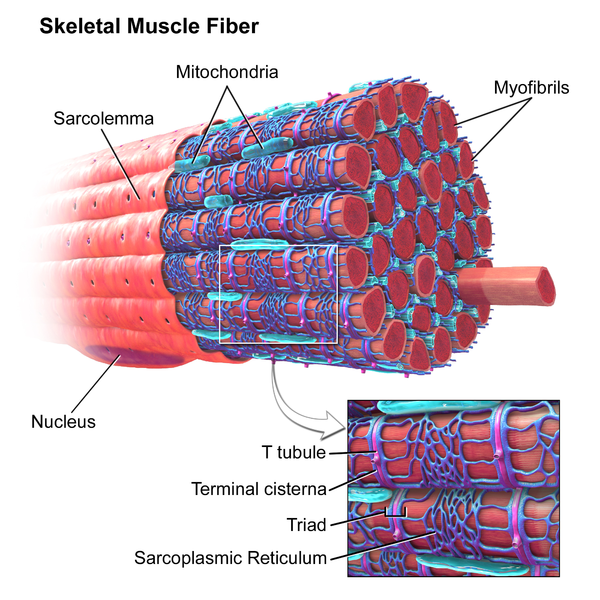 Skeletal Muscle Fiber
Mitochondria
Myofibrils
Sarcolemma
Nucleus
T tubule
Terminal cisterna
Triad
Sarcoplasmic Reticulum